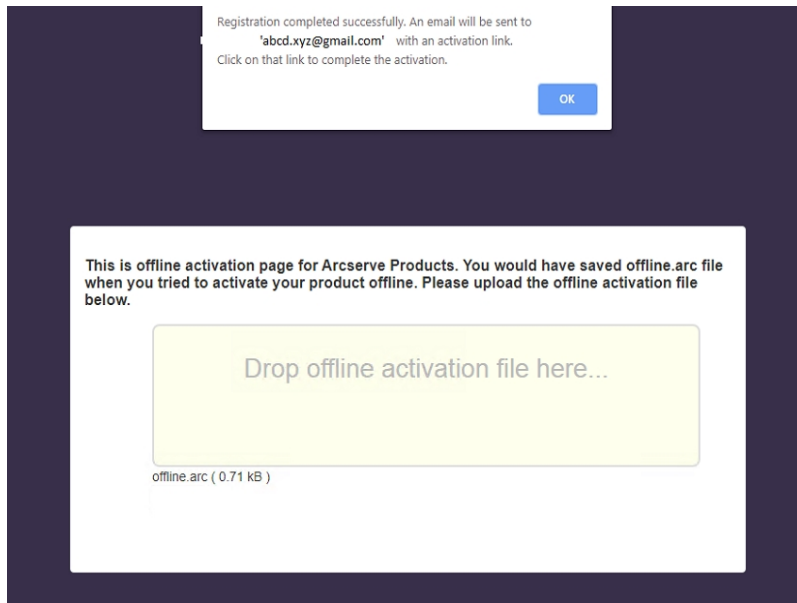 Registration completed successfully. An email will be sent to
'abcd.xyz@gmail.com' with an activation link.
Click on that link to complete the activation.
OK
This is offline activation page for Arcserve Products. You would have saved offline.arc file
when you tried to activate your product offline. Please upload the offline activation file
below.
Drop offline activation file here...
offline.arc ( 0.71 kB )